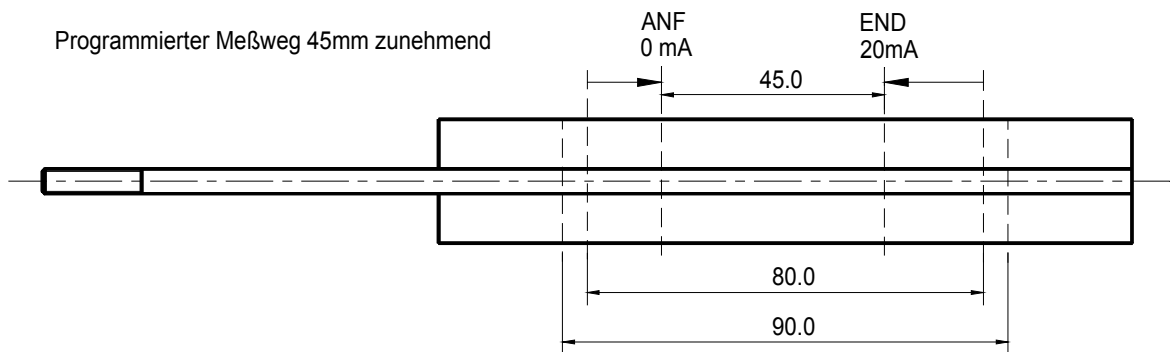 Programmierter Meßweg 45mm zunehmend
ANF
0 mA
END
20mA
45.0
80.0
90.0